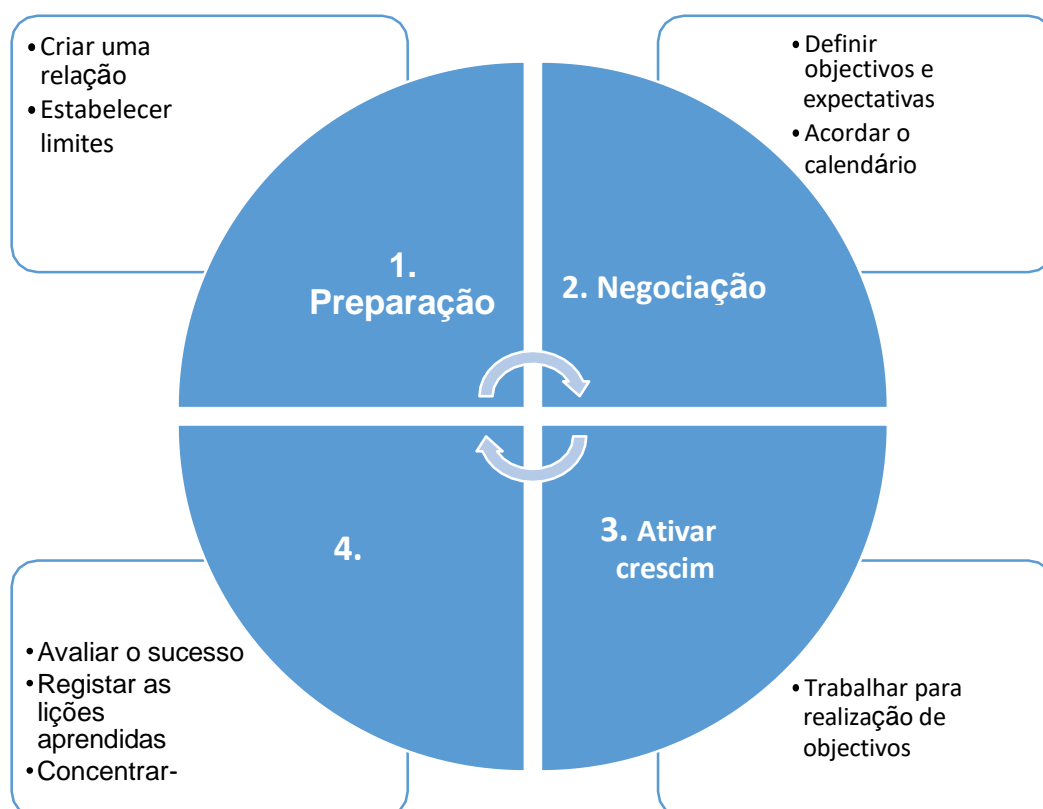 • Criar uma
relação
• Estabelecer
limites
• Definir
objectivos e
expectativas
• Acordar o
calendário
1.
Preparação
2. Negociação
4.
3. Ativar
crescim
• Avaliar o sucesso
• Registar as
lições
aprendidas
• Concentrar-
• Trabalhar para
realização de
objectivos